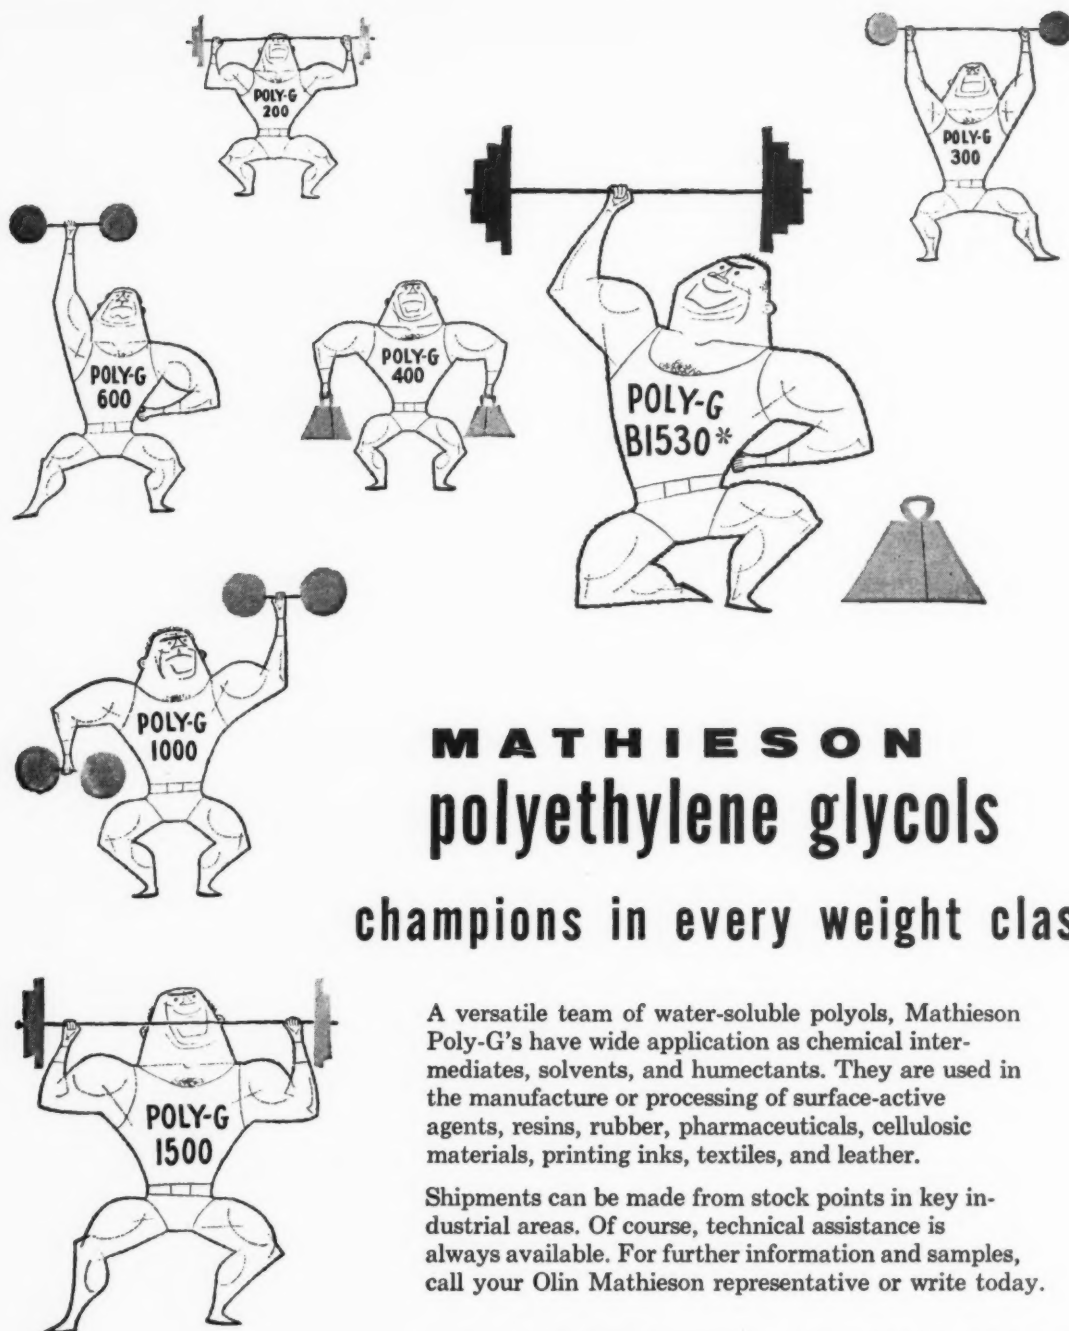 POLY-G
200
POLY-G
300
POLY-G
600
POLY-G
400
POLY-G
B1530*
POLY-G
1000
POLY-G
1500
MATHIESON
polyethylene glycols
champions in every weight clas
A versatile team of water-soluble polyols, Mathieson
Poly-G's have wide application as chemical inter-
mediates, solvents, and humectants. They are used in
the manufacture or processing of surface-active
agents, resins, rubber, pharmaceuticals, cellulosic
materials, printing inks, textiles, and leather.
Shipments can be made from stock points in key in-
dustrial areas. Of course, technical assistance is
always available. For further information and samples,
call your Olin Mathieson representative or write today.